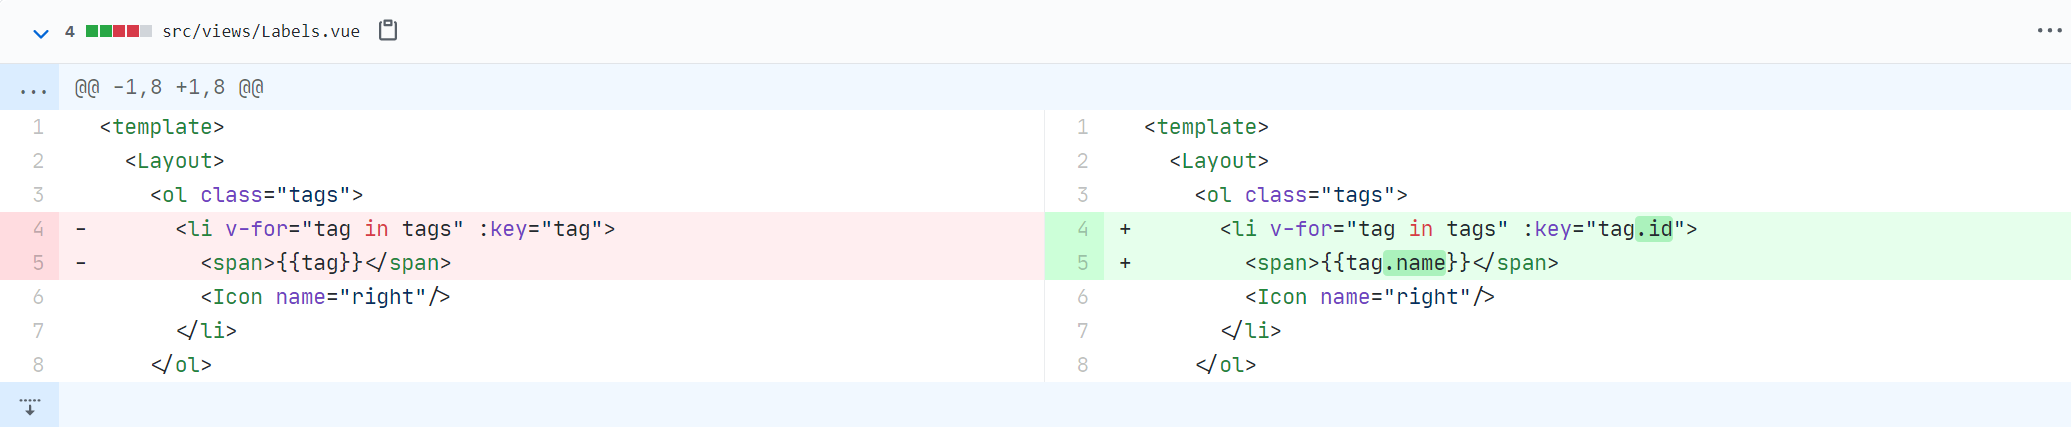 4 src/views/Labels.vue
@@ -1,8 +1,8 @@
1 <template>
2 <Layout>
3 <ol class="tags">
4 - <li v-for="tag in tags" :key="tag">
5 - <span>{{tag}}</span>
6 <Icon name="right"/>
7 </li>
8 </ol>
1 <template>
2 <Layout>
3 <ol class="tags">
4 + <li v-for="tag in tags" :key="tag.id">
5 + <span>{{tag.name}}</span>
6 <Icon name="right"/>
7 </li>
8 </ol>